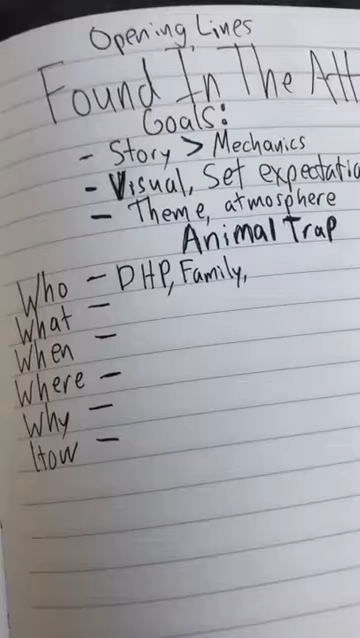 Opening Lines
Found In The Att
Goals:
- Story > Mechanics
- Visual, Set expectatio
- Theme, atmosphere
Animal Trap
Who - DHP, Family,
What -
When -
Where -
Why -
How -